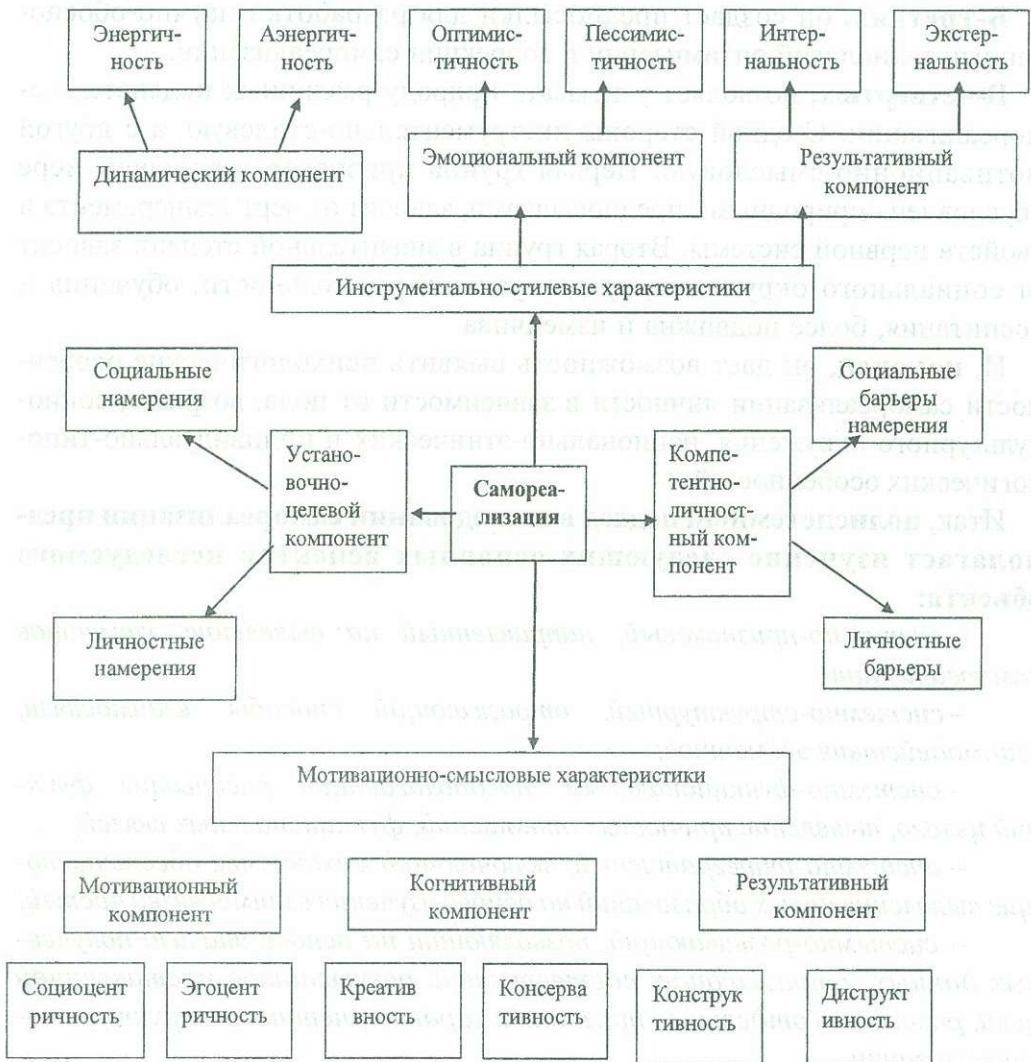 Энергич-
ность
Аэнергич-
ность
Оптимис-
тичность
Пессимис-
тичность
Интер-
нальность
Экстер-
нальность
Динамический компонент
Эмоциональный компонент
Результативный
компонент
Инструментально-стилевые характеристики
Социальные
намерения
Социальные
барьеры
намерения
Устано-
вочно-
целевой
компонент
Самореа-
лизация
Компе-
тентно-
личност-
ный ком-
понент
Личностные
намерения
Личностные
барьеры
Мотивационно-смысловые характеристики
Мотивационный
компонент
Когнитивный
компонент
Результативный
компонент
Социоцент
ричность
Эгоцент
ричность
Креатив
вность
Консерва
тивность
Конструк
тивность
Диструкт
ивность